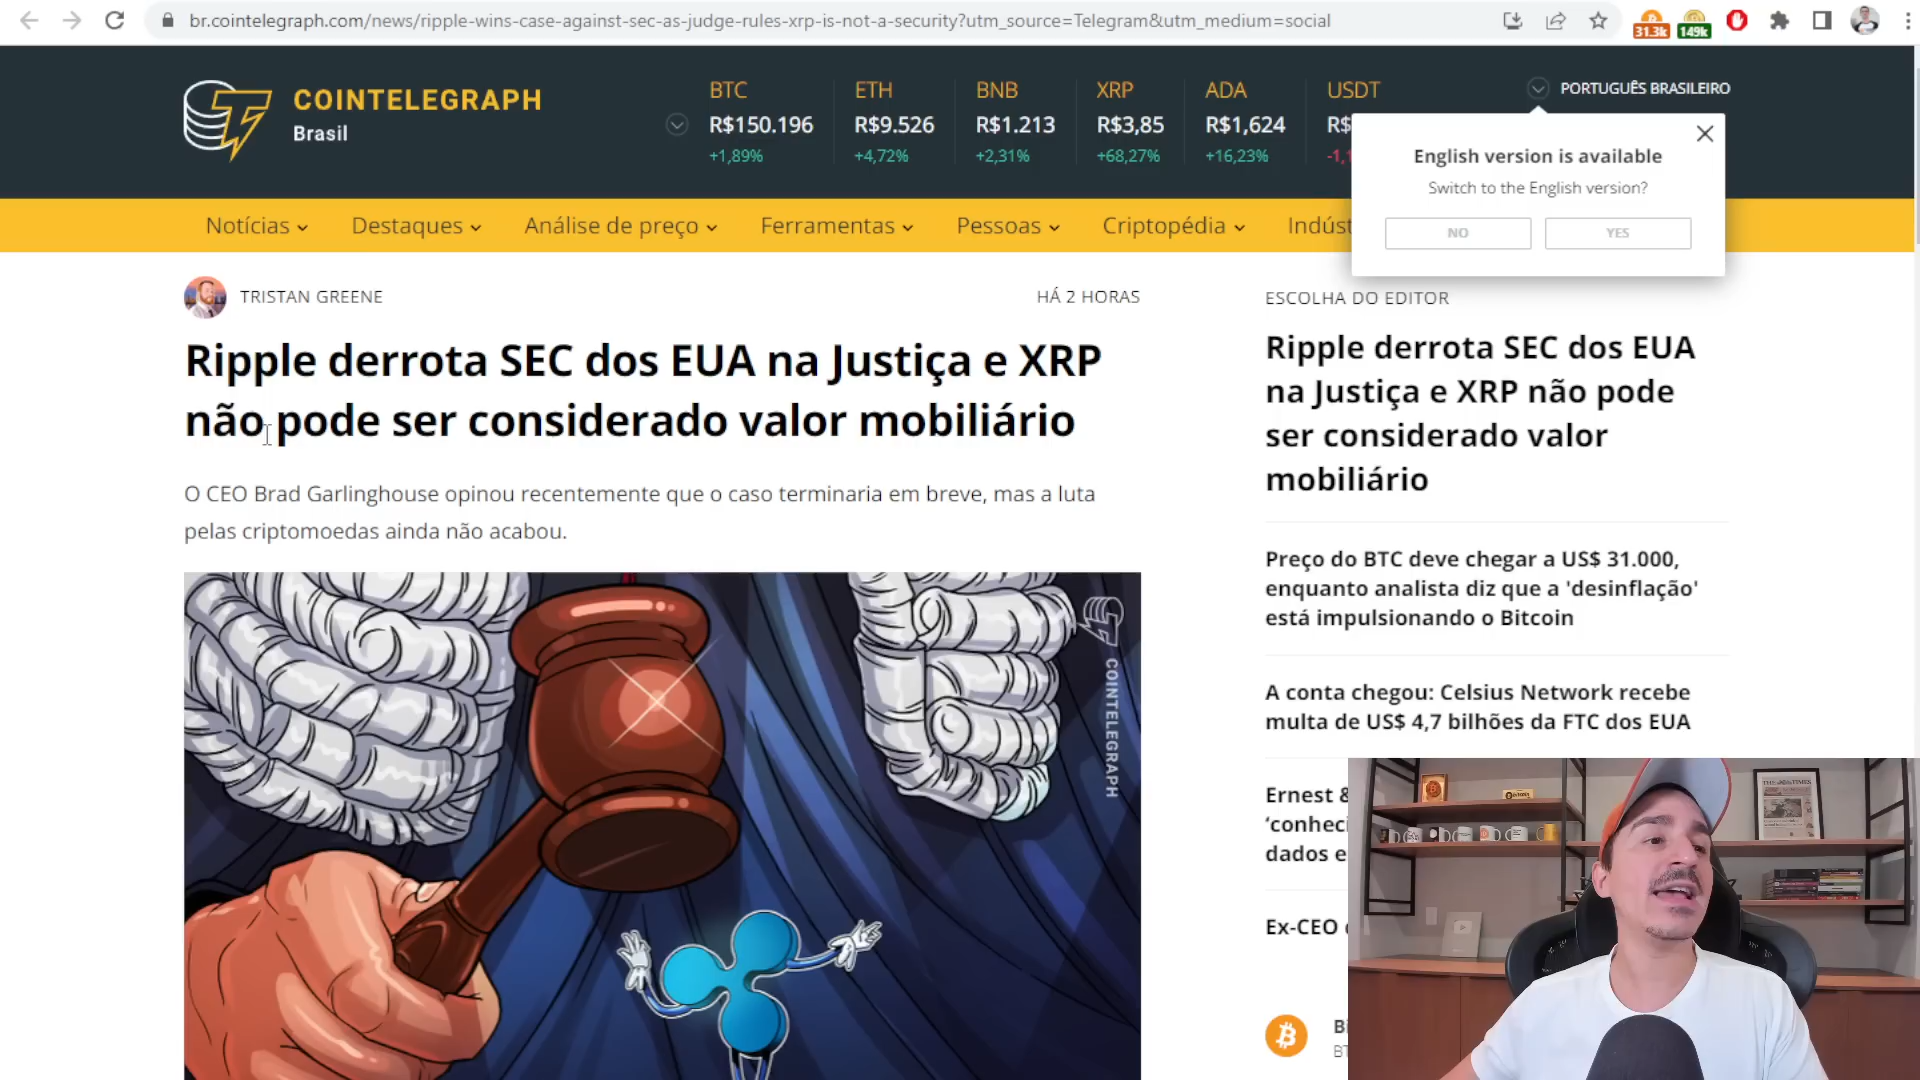 br.cointelegraph.com/news/ripple-wins-case-against-sec-as-judge-rules-xrp-is-not-a-security?utm_source=Telegram&utm_medium=social
31.3k
149k
COINTELEGRAPH
Brasil
BTC
R$150.196
+1,89%
ETH
R$9.526
+4,72%
BNB
R$1.213
+2,31%
XRP
R$3,85
+68,27%
ADA
R$1,624
+16,23%
USDT
R$
-1,1
PORTUGUÊS BRASILEIRO
English version is available
Switch to the English version?
NO
YES
Notícias
Destaques
Análise de preço
Ferramentas
Pessoas
Criptopédia
Indúst
TRISTAN GREENE
HÁ 2 HORAS
Ripple derrota SEC dos EUA na Justiça e XRP
não pode ser considerado valor mobiliário
O CEO Brad Garlinghouse opinou recentemente que o caso terminaria em breve, mas a luta
pelas criptomoedas ainda não acabou.
COINTELEGRAPH
ESCOLHA DO EDITOR
Ripple derrota SEC dos EUA
na Justiça e XRP não pode
ser considerado valor
mobiliário
Preço do BTC deve chegar a US$ 31.000,
enquanto analista diz que a 'desinflação'
está impulsionando o Bitcoin
A conta chegou: Celsius Network recebe
multa de US$ 4,7 bilhões da FTC dos EUA
Ernest &
‘conheci
dados e
Ex-CEO
Bi
BT